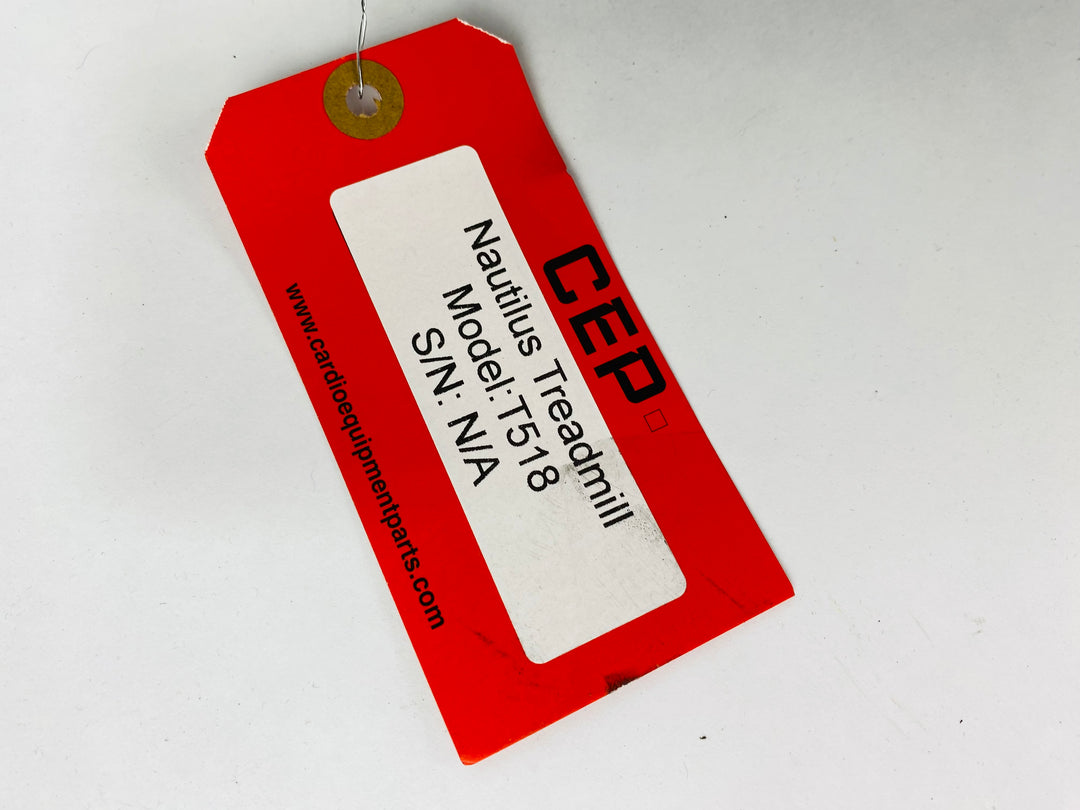 CEP
Nautilus Treadmill
Model:T518
S/N: N/A
www.cardioequipmentparts.com